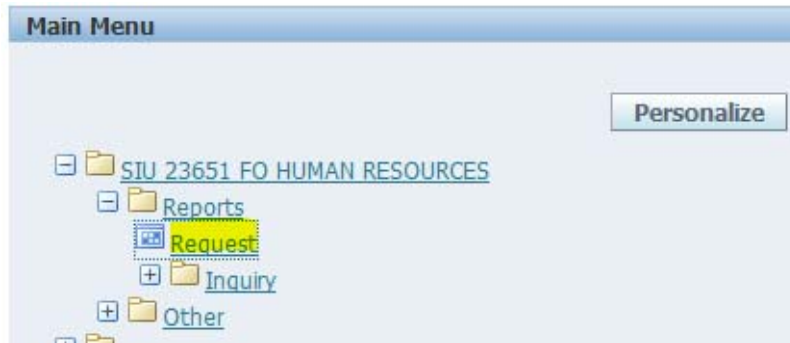 Main Menu
Personalize
SIU 23651 FO HUMAN RESOURCES
Reports
Request
Inquiry
Other